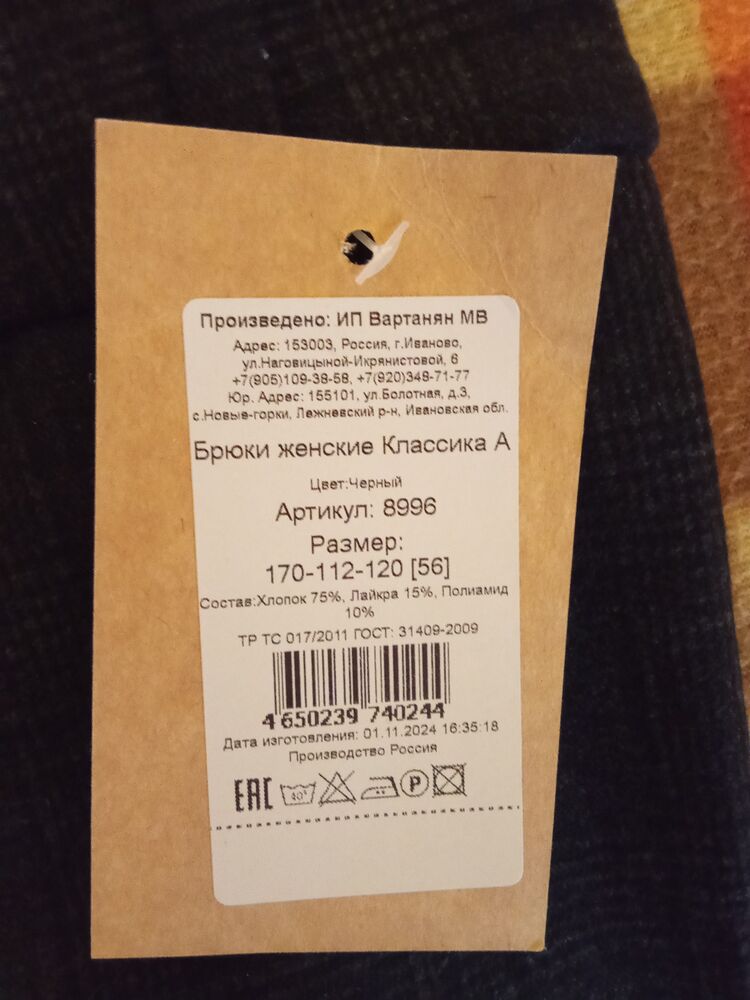 Произведено: ИП Вартанян МВ
Адрес: 153003, Россия, г.Иваново,
ул.Наговицыной-Икрянистовой, 6
+7(905)109-38-58, +7(920)348-71-77
Юр. Адрес: 155101, ул.Болотная, д.3,
с.Новые-горки, Лежневский р-н, Ивановская обл.
Брюки женские Классика А
Цвет:Черный
Артикул: 8996
Размер:
170-112-120 [56]
Состав:Хлопок 75%, Лайкра 15%, Полиамид
10%
ТР ТС 017/2011 ГОСТ: 31409-2009
4 650239 740244
Дата изготовления: 01.11.2024 16:35:18
Производство Россия
EAC 40° P